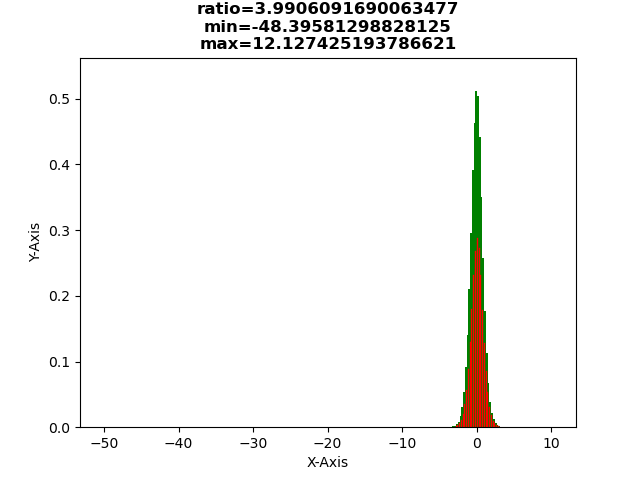 ratio=3.9906091690063477
min=-48.39581298828125
max=12.127425193786621
0.5
0.4
0.3
0.2
0.1
0.0
Y-Axis
−50 −40 −30 −20 −10 0 10
X-Axis